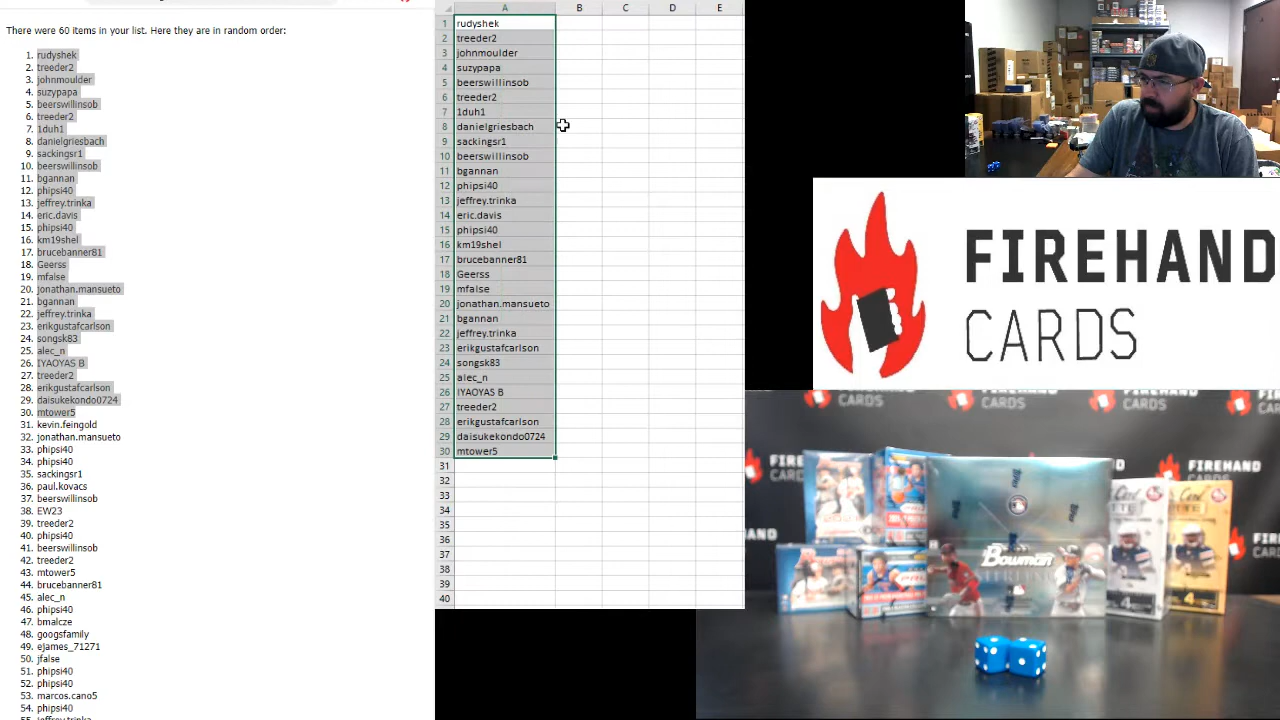 There were 60 items in your list. Here they are in random order:
1. rudyshek
2. treeder2
3. johnmoulder
4. suzypapa
5. beerswillinsob
6. treeder2
7. 1duh1
8. danielgriesbach
9. sackingsr1
10. beerswillinsob
11. bgannan
12. phipsi40
13. jeffrey.trinka
14. eric.davis
15. phipsi40
16. km19shel
17. brucebanner81
18. Geerss
19. mfalse
20. jonathan.mansueto
21. bgannan
22. jeffrey.trinka
23. erikgustafcarlson
24. songsk83
25. alec_n
26. IYAOYAS B
27. treeder2
28. erikgustafcarlson
29. daisukekondo0724
30. mtower5
31. kevin.feingold
32. jonathan.mansueto
33. phipsi40
34. phipsi40
35. sackingsr1
36. paul.kovacs
37. beerswillinsob
38. EW23
39. treeder2
40. phipsi40
41. beerswillinsob
42. treeder2
43. mtower5
44. brucebanner81
45. alec_n
46. phipsi40
47. bmalcze
48. googsfamily
49. ejames_71271
50. jfalse
51. phipsi40
52. phipsi40
53. marcos.cano5
54. phipsi40
55. jeffrey.trinka
A B C D E
1 rudyshek
2 treeder2
3 johnmoulder
4 suzypapa
5 beerswillinsob
6 treeder2
7 1duh1
8 danielgriesbach
9 sackingsr1
10 beerswillinsob
11 bgannan
12 phipsi40
13 jeffrey.trinka
14 eric.davis
15 phipsi40
16 km19shel
17 brucebanner81
18 Geerss
19 mfalse
20 jonathan.mansueto
21 bgannan
22 jeffrey.trinka
23 erikgustafcarlson
24 songsk83
25 alec_n
26 IYAOYAS B
27 treeder2
28 erikgustafcarlson
29 daisukekondo0724
30 mtower5
31
32
33
34
35
36
37
38
39
40
FIREHAND
CARDS
FIREHAND
CARDS
Bowman
STERLING